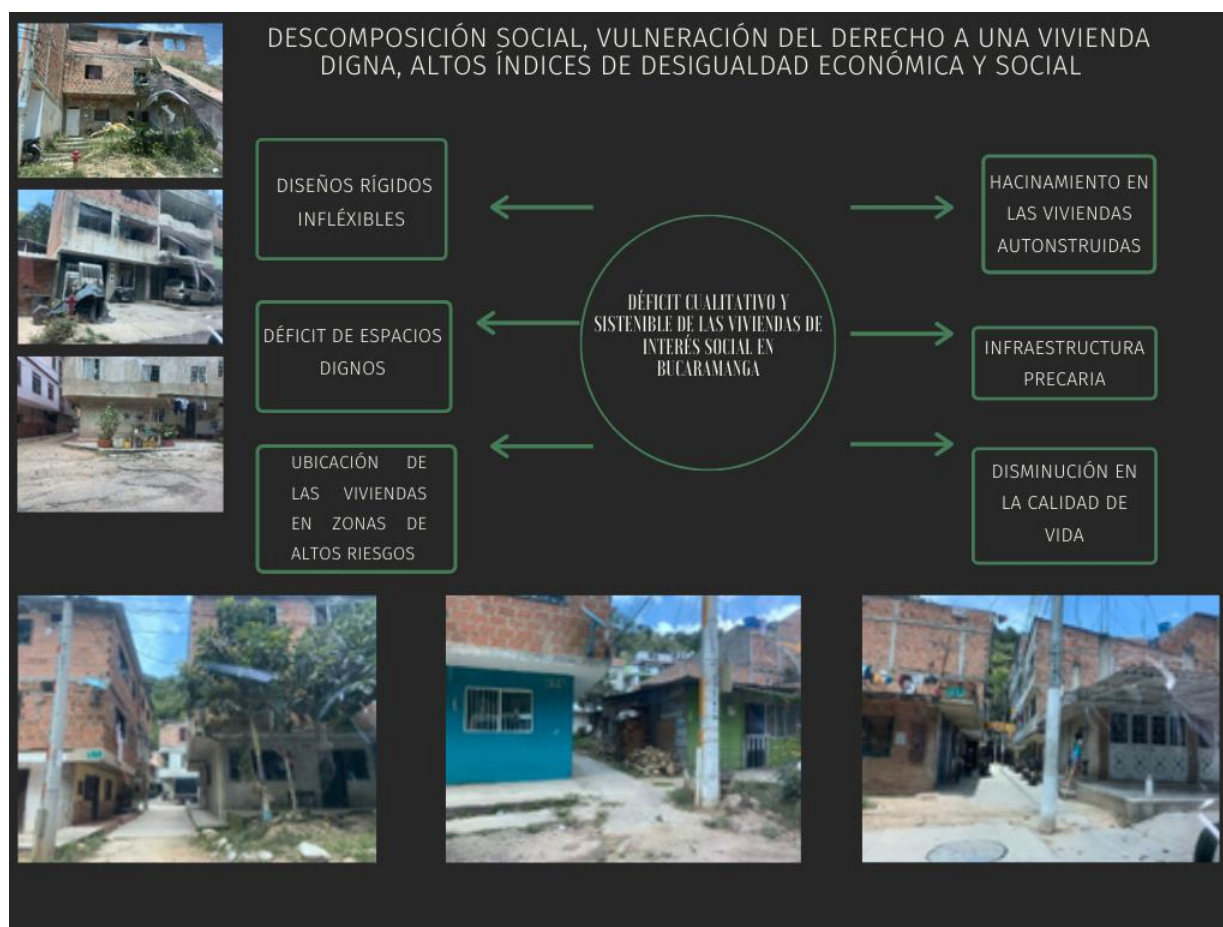 DESCOMPOSICIÓN SOCIAL, VULNERACIÓN DEL DERECHO A UNA VIVIENDA
DIGNA, ALTOS ÍNDICES DE DESIGUALDAD ECONÓMICA Y SOCIAL
DISEÑOS RÍGIDOS
INFLÉXIBLES
DÉFICIT DE ESPACIOS
DIGNOS
UBICACIÓN DE
LAS VIVIENDAS
EN ZONAS DE
ALTOS RIESGOS
DÉFICIT CUALITATIVO Y
SISTENIBLE DE LAS VIVIENDAS DE
INTERÉS SOCIAL EN
BUCARAMANGA
HACINAMIENTO EN
LAS VIVIENDAS
AUTONSTRUIDAS
INFRAESTRUCTURA
PRECARIA
DISMINUCIÓN EN
LA CALIDAD DE
VIDA